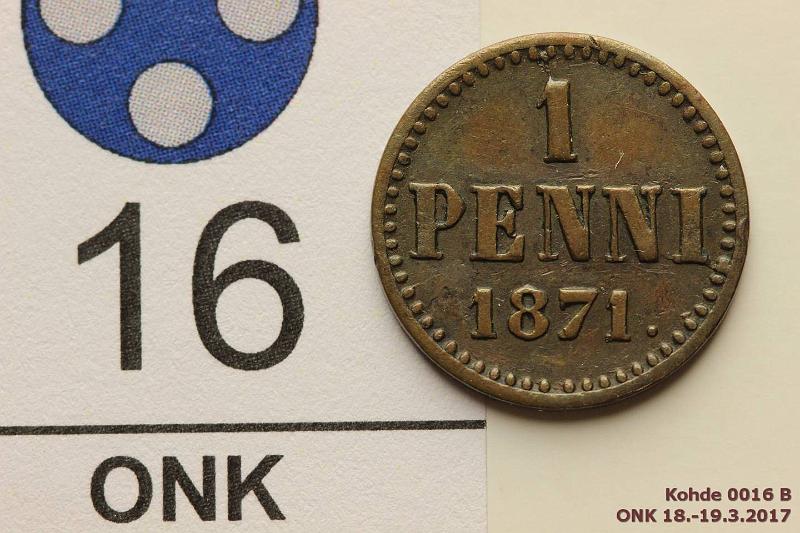 16
ONK
1
PENNI
1871.
Kohde 0016 B
ONK 18.-19.3.2017